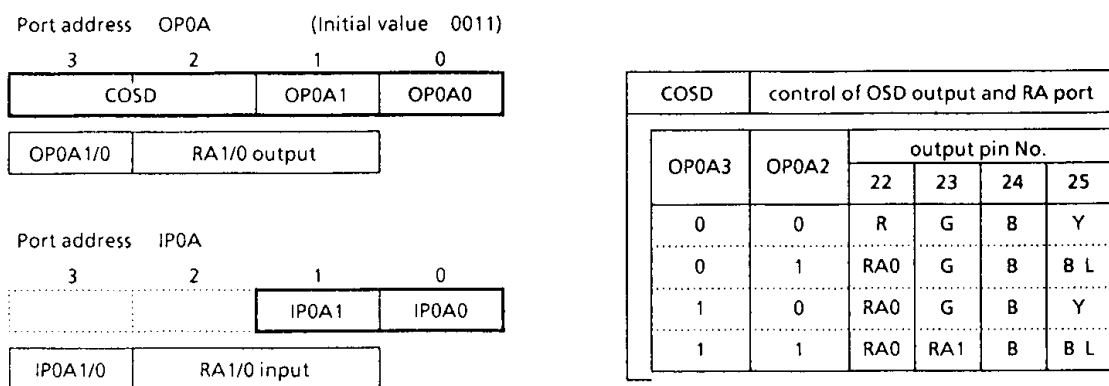 Port address OP0A (Initial value 0011)
3 2 1 0
COSD OP0A1 OP0A0
OP0A1/0 RA1/0 output
Port address IP0A
3 2 1 0
IP0A1 IP0A0
IP0A1/0 RA1/0 input
COSD control of OSD output and RA port
OP0A3 OP0A2 output pin No.
22 23 24 25
0 0 R G B Y
0 1 RA0 G B B L
1 0 RA0 G B Y
1 1 RA0 RA1 B B L